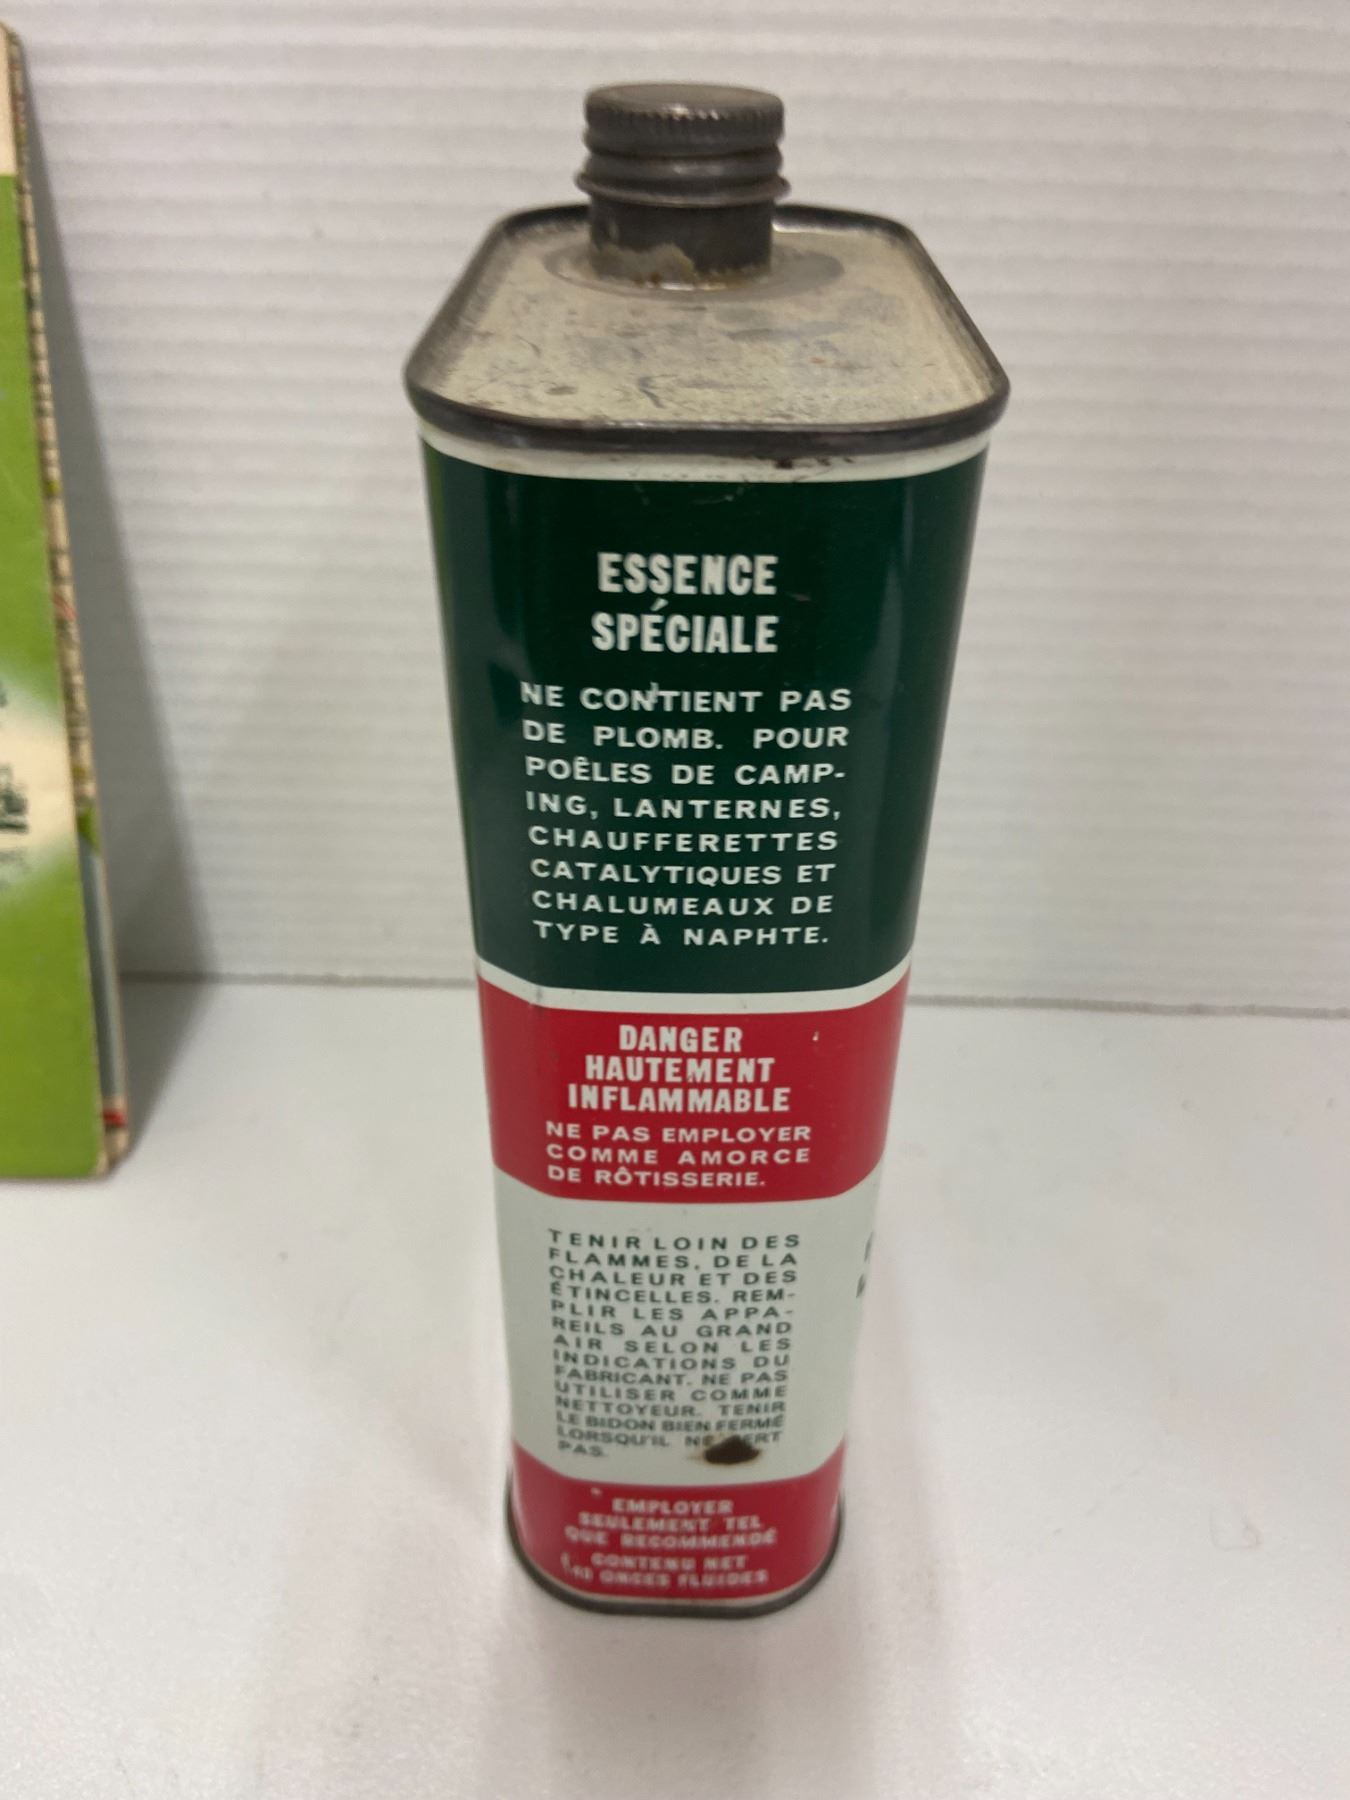 ESSENCE
SPÉCIALE
NE CONTIENT PAS
DE PLOMB. POUR
POÊLES DE CAMP-
ING, LANTERNES,
CHAUFFERETTES
CATALYTIQUES ET
CHALUMEAUX DE
TYPE À NAPHTE.
DANGER
HAUTEMENT
INFLAMMABLE
NE PAS EMPLOYER
COMME AMORCE
DE RÔTISSERIE.
TENIR LOIN DES
FLAMMES, DE LA
CHALEUR ET DES
ÉTINCELLES. REM-
PLIR LES APPA-
REILS AU GRAND
AIR SELON LES
INDICATIONS DU
FABRICANT. NE PAS
UTILISER COMME
NETTOYEUR. TENIR
LE BIDON BIEN FERMÉ
LORSQU'IL NE SERT
PAS.
EMPLOYER
SEULEMENT TEL
QUE RECOMMENDÉ
CONTENU NET
ONCES FLUIDES